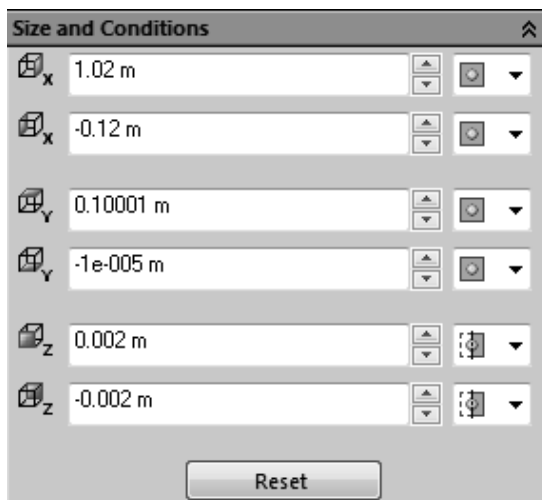 Size and Conditions
X 1.02 m
X -0.12 m
Y 0.10001 m
Y -1e-005 m
Z 0.002 m
Z -0.002 m
Reset